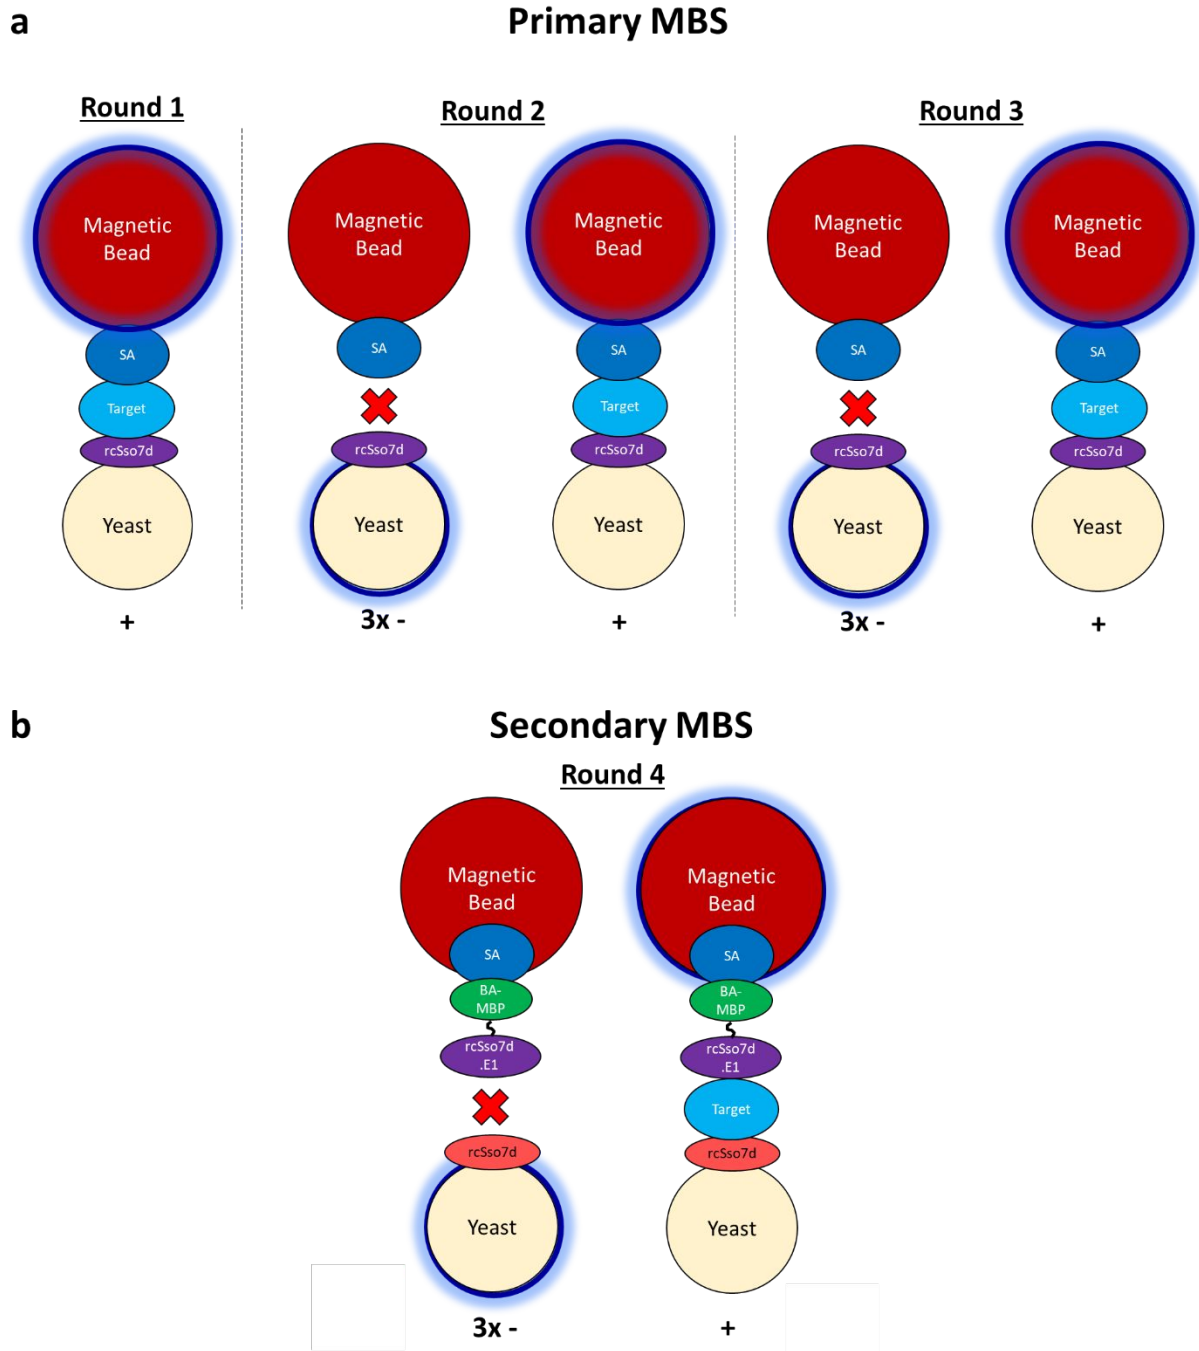 a
Primary MBS
Round 1
Round 2
Round 3
Magnetic
Bead
SA
Target
rcSso7d
Yeast
+
Magnetic
Bead
SA
rcSso7d
Yeast
3x -
Magnetic
Bead
SA
Target
rcSso7d
Yeast
+
Magnetic
Bead
SA
rcSso7d
Yeast
3x -
Magnetic
Bead
SA
Target
rcSso7d
Yeast
+
b
Secondary MBS
Round 4
Magnetic
Bead
SA
BA-
MBP
rcSso7d
.E1
rcSso7d
Yeast
3x -
Magnetic
Bead
SA
BA-
MBP
rcSso7d
.E1
Target
rcSso7d
Yeast
+